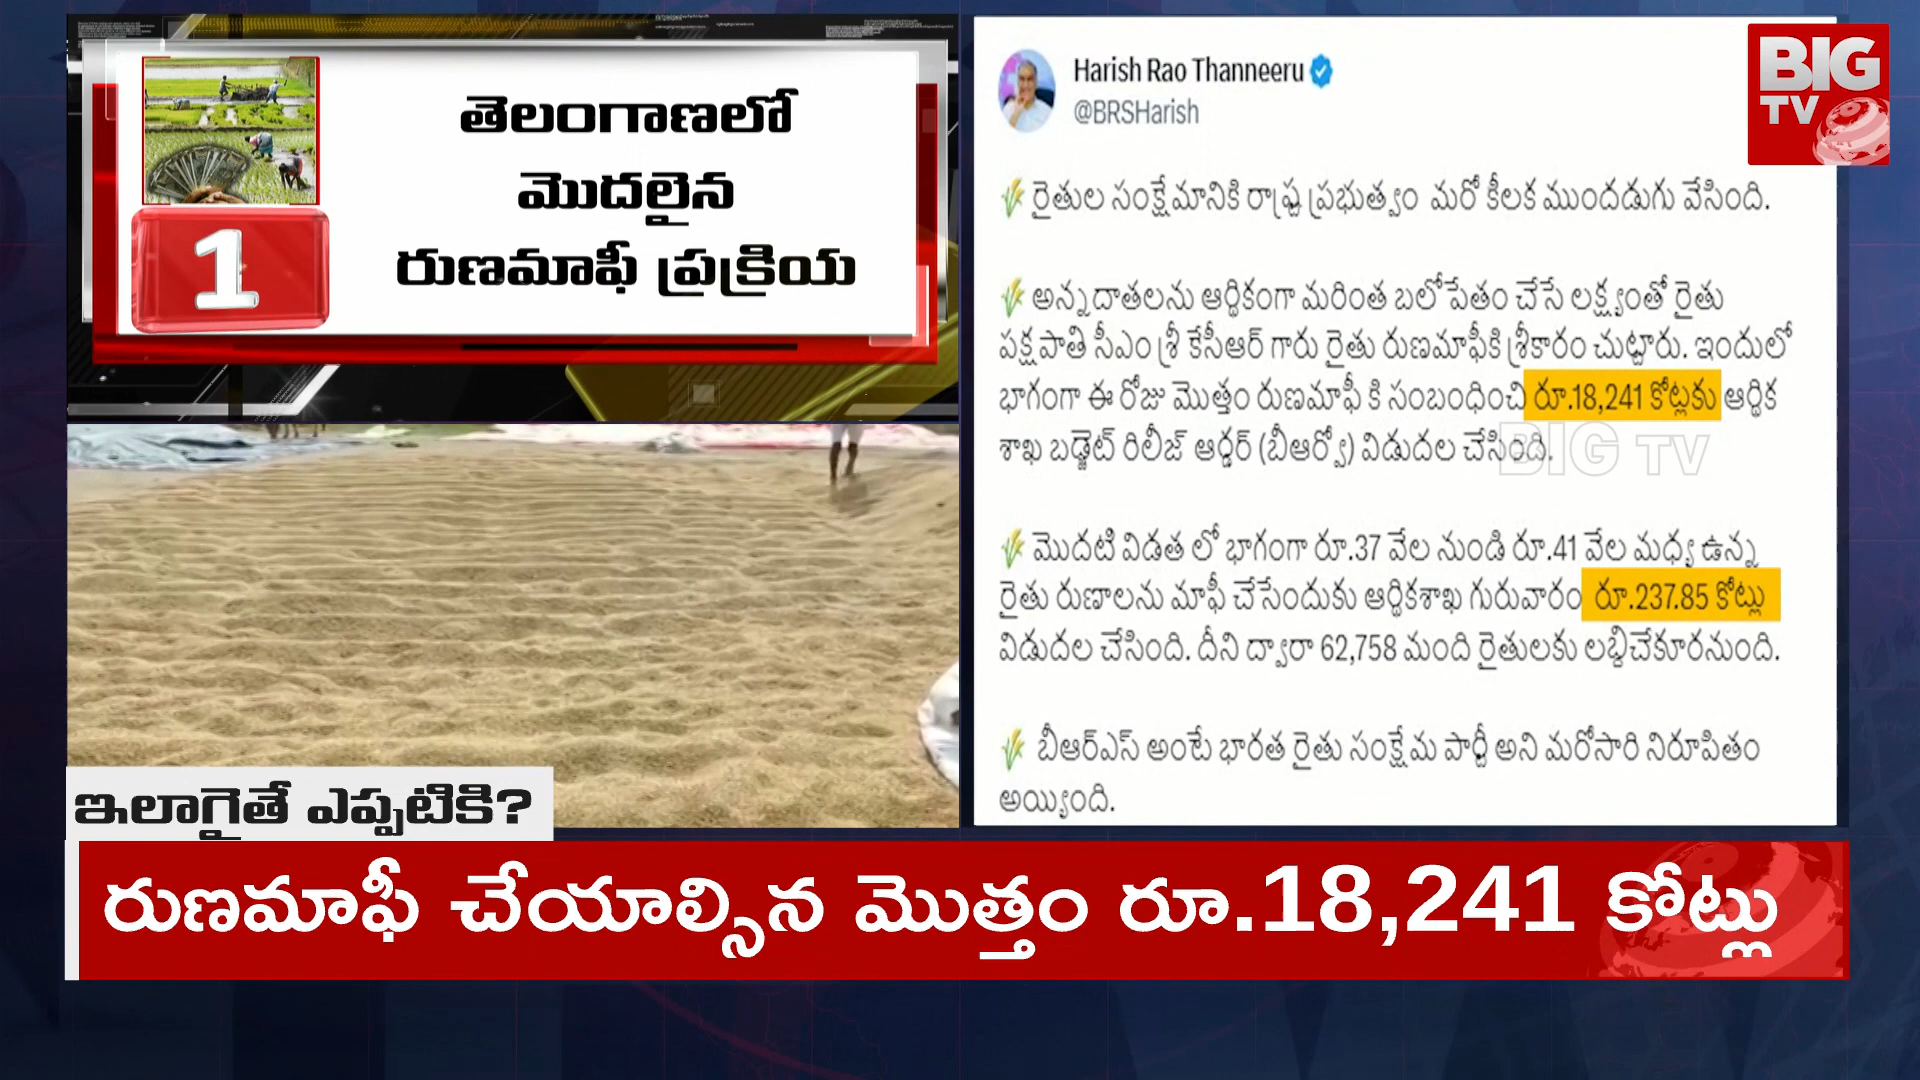 తెలంగాణలో
మొదలైన
రుణమాఫీ ప్రక్రియ
1
Harish Rao Thanneeru
@BRSHarish
BIG
TV
రైతుల సంక్షేమానికి రాష్ట్ర ప్రభుత్వం మరో కీలక ముందడుగు వేసింది.
అన్నదాతలను ఆర్థికంగా మరింత బలోపేతం చేసే లక్ష్యంతో రైతు
పక్షపాతి సీఎం శ్రీ కేసీఆర్ గారు రైతు రుణమాఫీకి శ్రీకారం చుట్టారు. ఇందులో
భాగంగా ఈ రోజు మొత్తం రుణమాఫీ కి సంబంధించి రూ.18,241 కోట్లకు ఆర్థిక
శాఖ బడ్జెట్ రిలీజ్ ఆర్డర్ (బీఆర్వో) విడుదల చేసింది.
BIG TV
మొదటి విడత లో భాగంగా రూ.37 వేల నుండి రూ.41 వేల మధ్య ఉన్న
రైతు రుణాలను మాఫీ చేసేందుకు ఆర్థికశాఖ గురువారం రూ.237.85 కోట్లు
విడుదల చేసింది. దీని ద్వారా 62,758 మంది రైతులకు లబ్ధిచేకూరనుంది.
బీఆర్ఎస్ అంటే భారత రైతు సంక్షేమ పార్టీ అని మరోసారి నిరూపితం
అయ్యింది.
ఇలాగైతే ఎప్పటికి?
రుణమాఫీ చేయాల్సిన మొత్తం రూ.18,241 కోట్లు